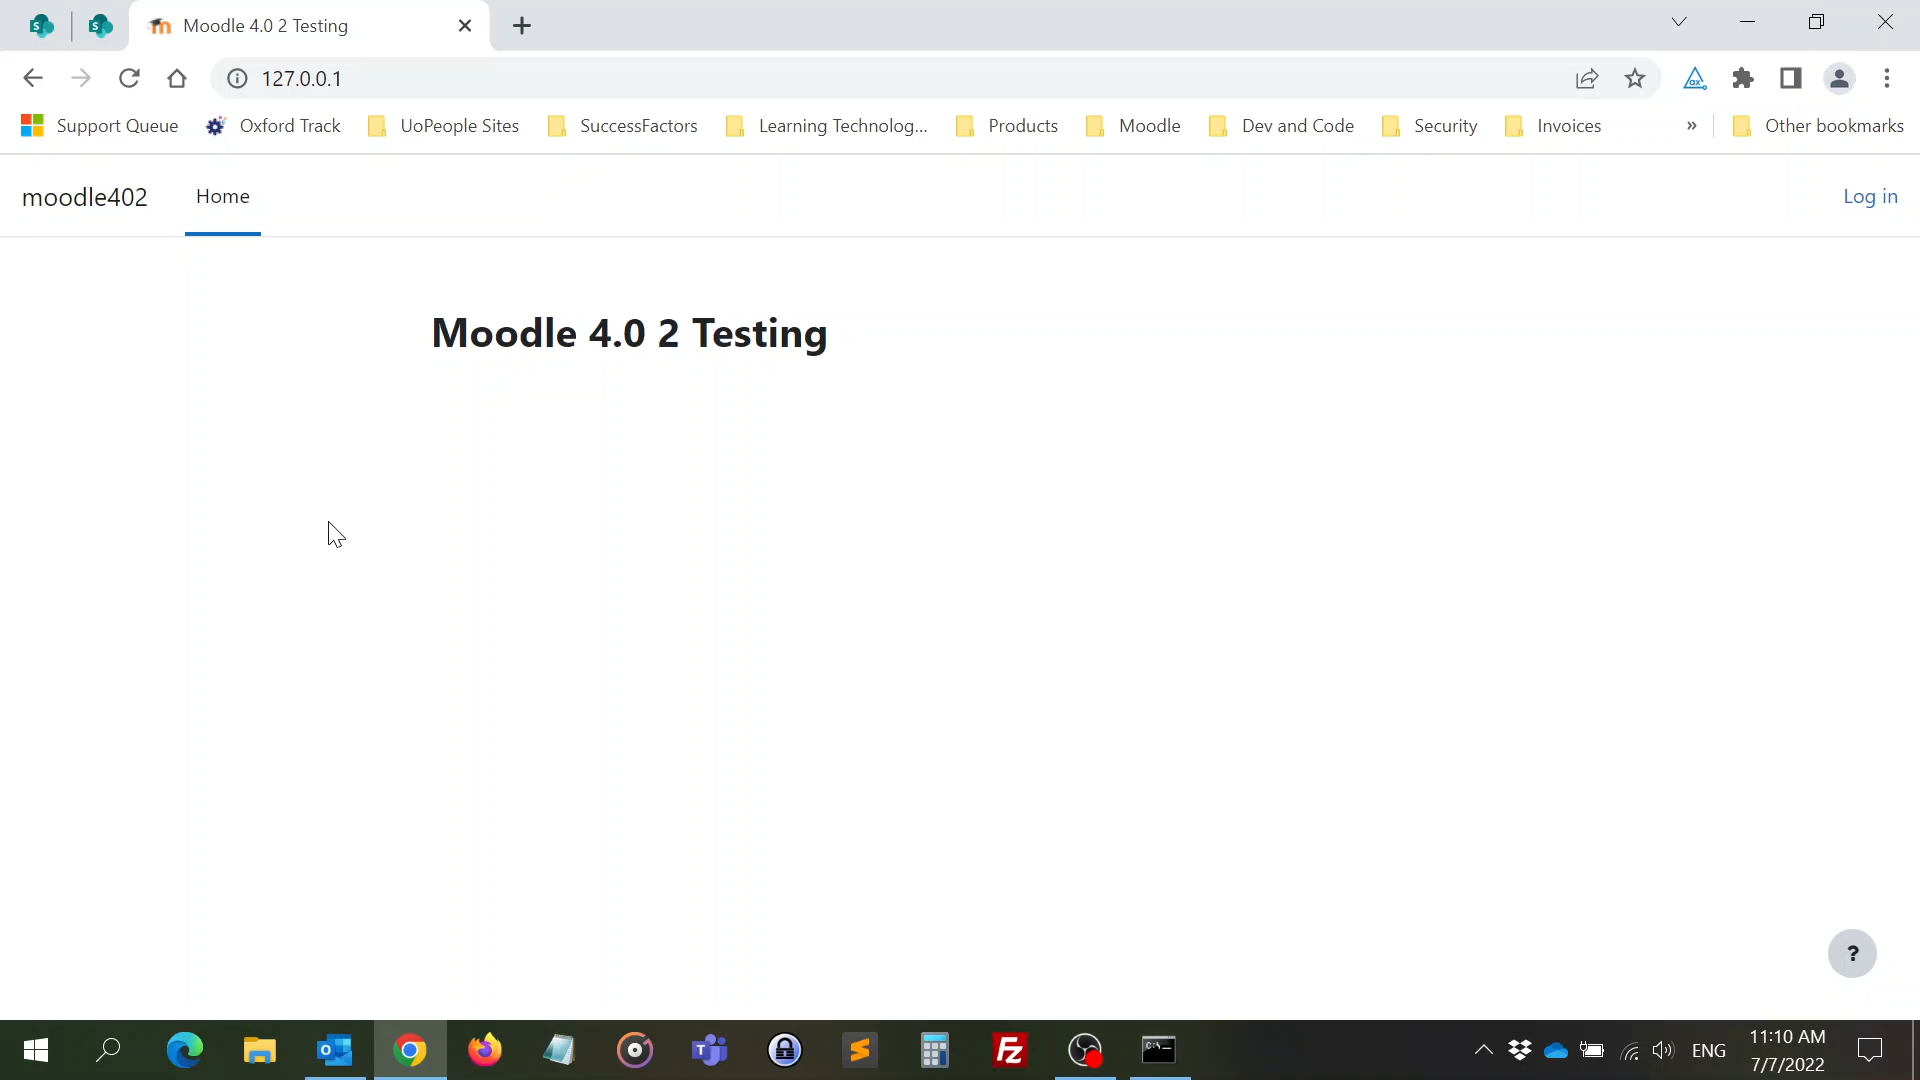 Moodle 4.0 2 Testing
127.0.0.1
Support Queue Oxford Track UoPeople Sites SuccessFactors Learning Technolog... Products Moodle Dev and Code Security Invoices » Other bookmarks
moodle402 Home Log in
Moodle 4.0 2 Testing
?
ENG 11:10 AM
7/7/2022